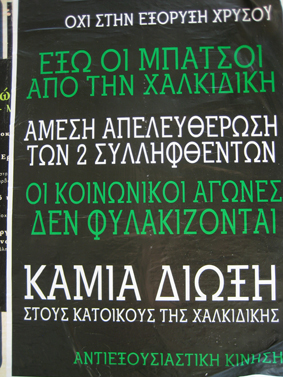 ΟΧΙ ΣΤΗΝ ΕΞΟΡΥΞΗ ΧΡΥΣΟΥ
ΕΞΩ ΟΙ ΜΠΑΤΣΟΙ
ΑΠΟ ΤΗΝ ΧΑΛΚΙΔΙΚΗ
ΑΜΕΣΗ ΑΠΕΛΕΥΘΕΡΩΣΗ
ΤΩΝ 2 ΣΥΛΛΗΦΘΕΝΤΩΝ
ΟΙ ΚΟΙΝΩΝΙΚΟΙ ΑΓΩΝΕΣ
ΔΕΝ ΦΥΛΑΚΙΖΟΝΤΑΙ
ΚΑΜΙΑ ΔΙΩΞΗ
ΣΤΟΥΣ ΚΑΤΟΙΚΟΥΣ ΤΗΣ ΧΑΛΚΙΔΙΚΗΣ
ΑΝΤΙΕΞΟΥΣΙΑΣΤΙΚΗ ΚΙΝΗΣΗ